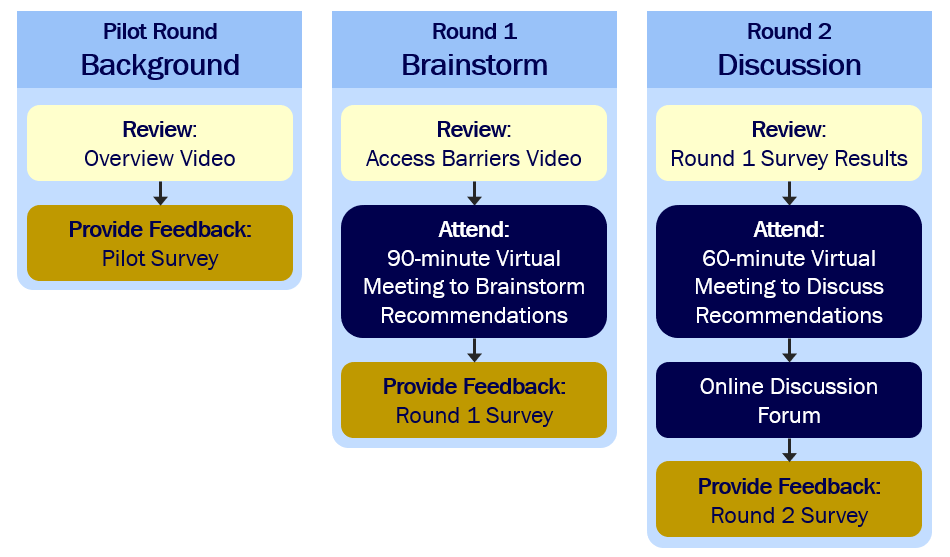 Pilot Round
Background
Review:
Overview Video
Provide Feedback:
Pilot Survey
Round 1
Brainstorm
Review:
Access Barriers Video
Attend:
90-minute Virtual
Meeting to Brainstorm
Recommendations
Provide Feedback:
Round 1 Survey
Round 2
Discussion
Review:
Round 1 Survey Results
Attend:
60-minute Virtual
Meeting to Discuss
Recommendations
Online Discussion
Forum
Provide Feedback:
Round 2 Survey